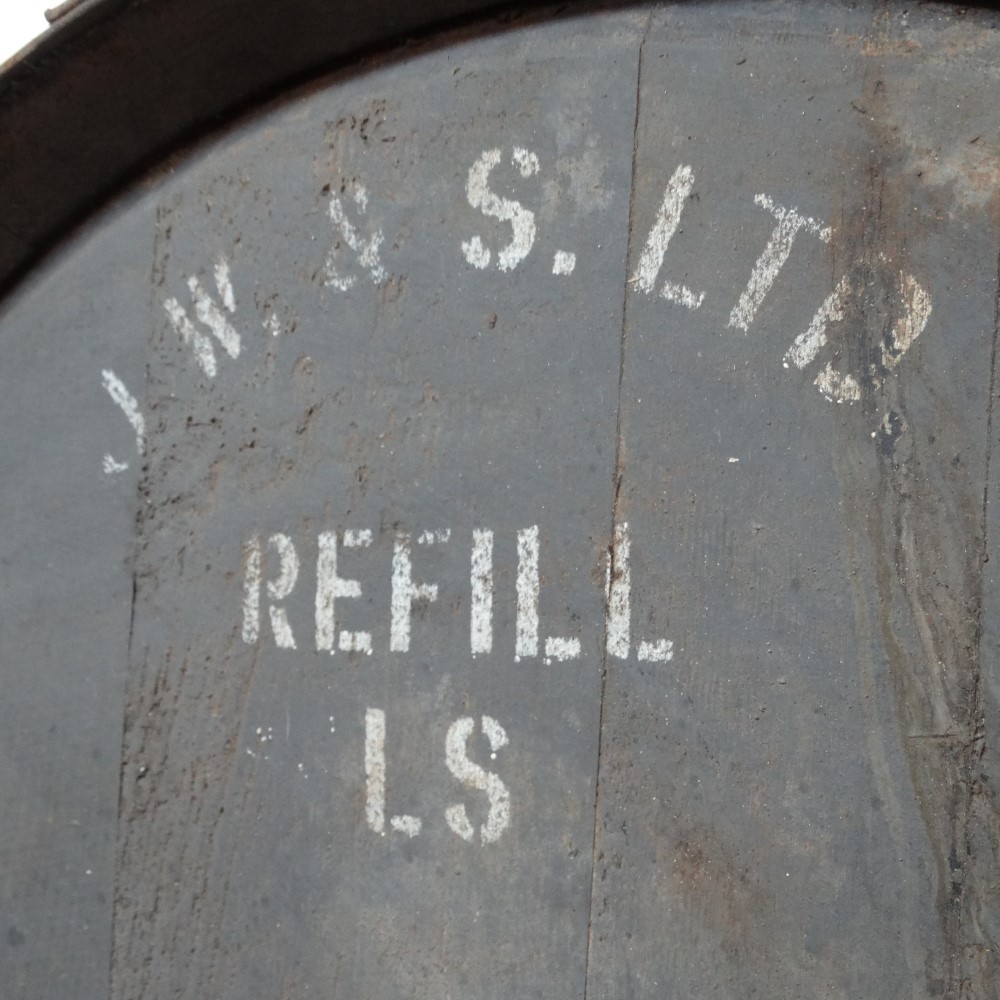 J W. & S. LTD
REFILL
LS